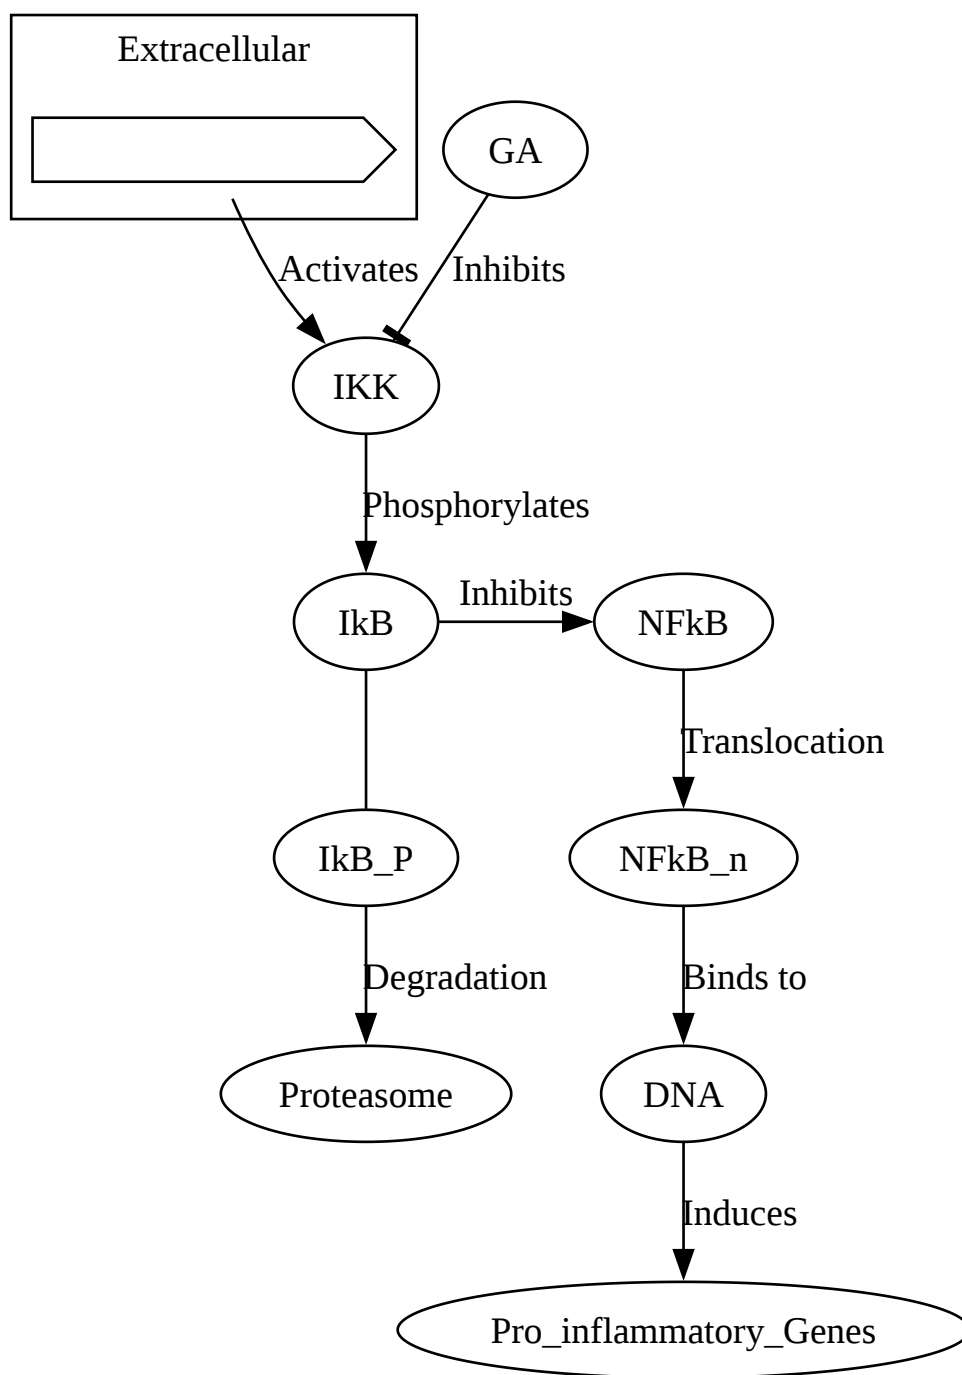 Extracellular
GA
Activates
Inhibits
IKK
Phosphorylates
Inhibits
IkB
NFkB
Translocation
IkB_P
NFkB_n
Degradation
Binds to
Proteasome
DNA
Induces
Pro_inflammatory_Genes